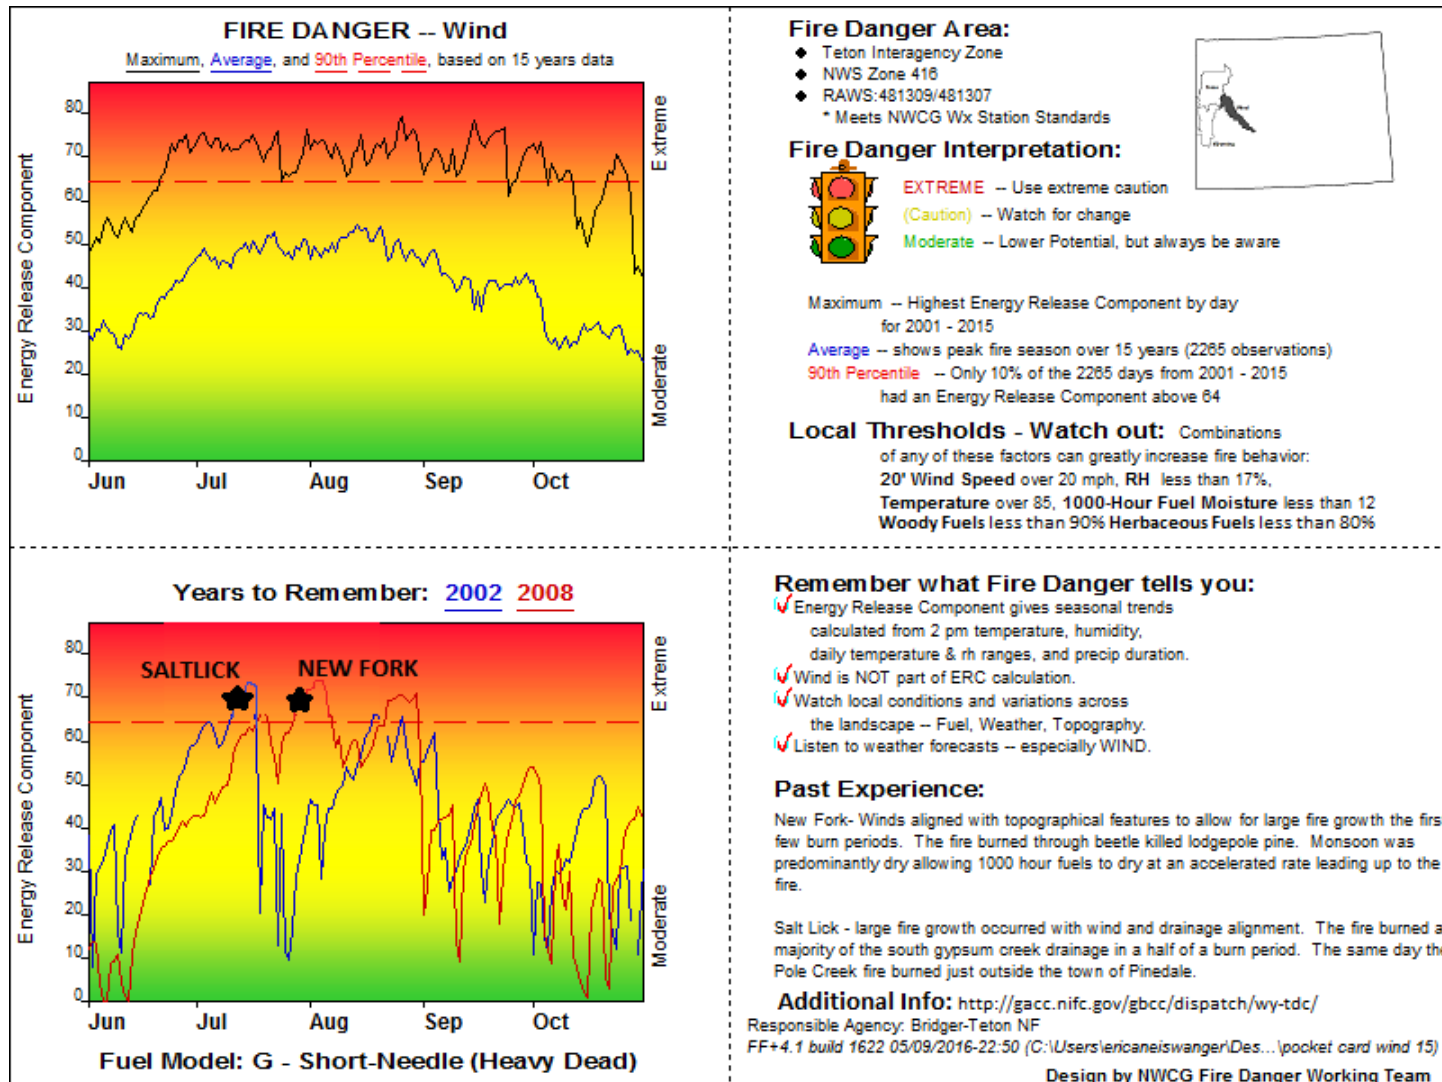 FIRE DANGER -- Wind
Maximum, Average, and 90th Percentile, based on 15 years data
Energy Release Component
80
70
60
50
40
30
20
10
0
Extreme
Moderate
Jun Jul Aug Sep Oct
Fire Danger Area:
Teton Interagency Zone
NWS Zone 416
RAWS:481309/481307
* Meets NWCG Wx Station Standards
Fire Danger Interpretation:
EXTREME -- Use extreme caution
(Caution) -- Watch for change
Moderate -- Lower Potential, but always be aware
Maximum -- Highest Energy Release Component by day
for 2001 - 2015
Average -- shows peak fire season over 15 years (2265 observations)
90th Percentile -- Only 10% of the 2265 days from 2001 - 2015
had an Energy Release Component above 64
Local Thresholds - Watch out: Combinations
of any of these factors can greatly increase fire behavior:
20' Wind Speed over 20 mph, RH less than 17%,
Temperature over 85, 1000-Hour Fuel Moisture less than 12
Woody Fuels less than 90% Herbaceous Fuels less than 80%
Years to Remember: 2002 2008
Energy Release Component
80
70
60
50
40
30
20
10
0
SALTLICK
NEW FORK
Extreme
Moderate
Jun Jul Aug Sep Oct
Fuel Model: G - Short-Needle (Heavy Dead)
Remember what Fire Danger tells you:
Energy Release Component gives seasonal trends
calculated from 2 pm temperature, humidity,
daily temperature & rh ranges, and precip duration.
Wind is NOT part of ERC calculation.
Watch local conditions and variations across
the landscape -- Fuel, Weather, Topography.
Listen to weather forecasts -- especially WIND.
Past Experience:
New Fork- Winds aligned with topographical features to allow for large fire growth the firs
few burn periods. The fire burned through beetle killed lodgepole pine. Monsoon was
predominantly dry allowing 1000 hour fuels to dry at an accelerated rate leading up to the
fire.
Salt Lick - large fire growth occurred with wind and drainage alignment. The fire burned a
majority of the south gypsum creek drainage in a half of a burn period. The same day the
Pole Creek fire burned just outside the town of Pinedale.
Additional Info: http://gacc.nifc.gov/gbcc/dispatch/wy-tdc/
Responsible Agency: Bridger-Teton NF
FF+4.1 build 1622 05/09/2016-22:50 (C:\Users\ericaneiswanger\Des...\pocket card wind 15)
Design by NWCG Fire Danger Working Team